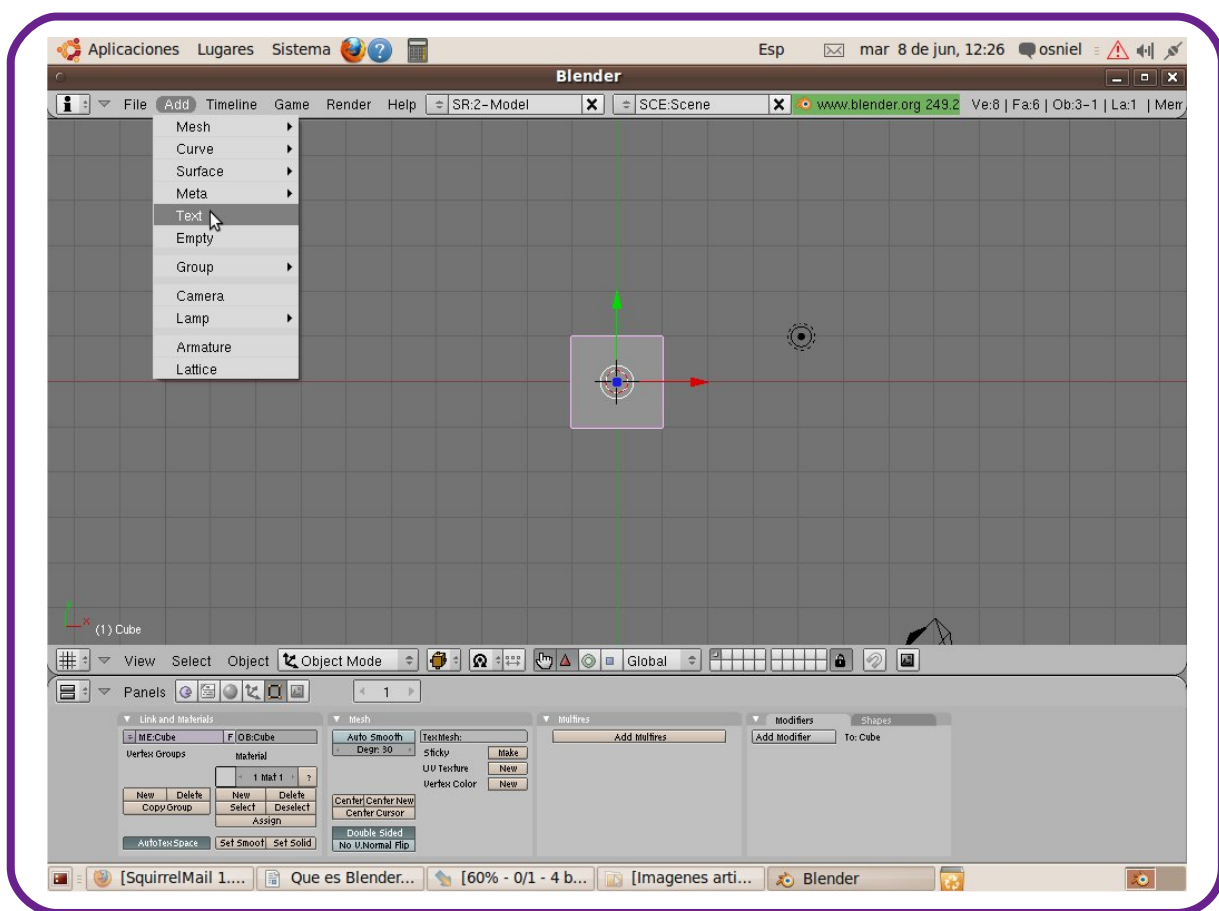 Aplicaciones Lugares Sistema Esp mar 8 de jun, 12:26 osniel
Blender
File Add Timeline Game Render Help SR:2-Model SCE:Scene www.blender.org 249.2 Ve:8 | Fa:6 | Ob:3-1 | La:1 | Mem
Mesh
Curve
Surface
Meta
Text
Empty
Group
Camera
Lamp
Armature
Lattice
x
(1) Cube
View Select Object Object Mode Global
Panels 1
Link and Materials
ME:Cube F OB:Cube
Vertex Groups Material
1 Mat 1 ?
New Delete New Delete
Copy Group Select Deselect
Assign
AutoTexSpace Set Smoot Set Solid
Mesh
Auto Smooth TexMesh:
Degr: 30 Sticky Make
UV Texture New
Vertex Color New
Center Center New
Center Cursor
Double Sided
No V.Normal Flip
Multires
Add Multires
Modifiers Shapes
Add Modifier To: Cube
[SquirrelMail 1.... Que es Blender... [60% - 0/1 - 4 b... [Imagenes arti... Blender